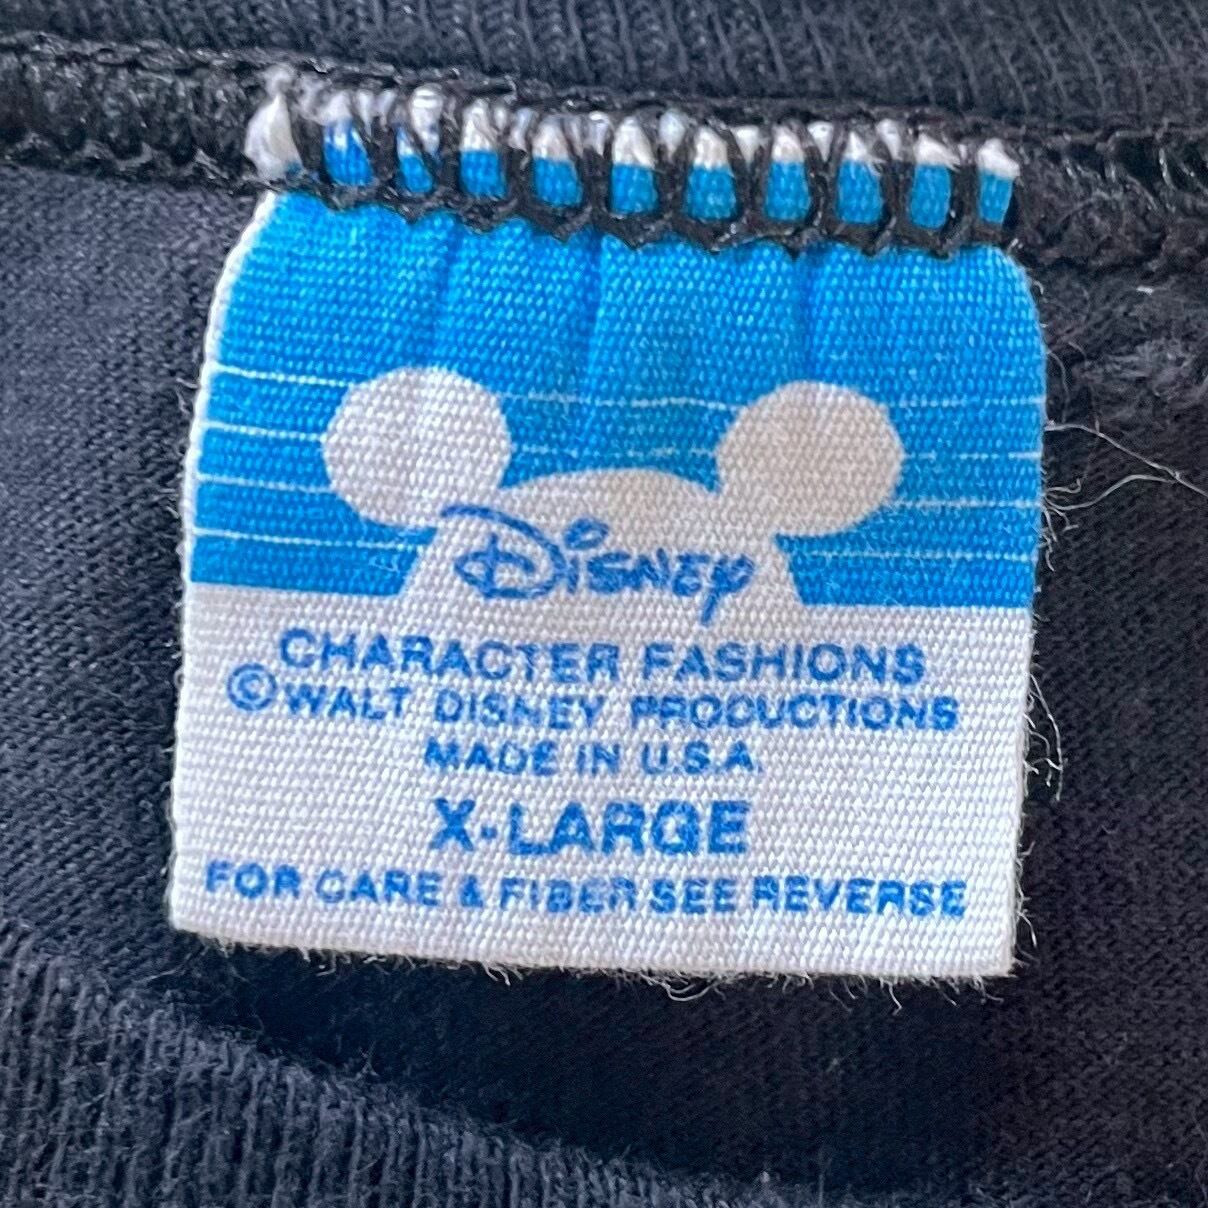 Disney
CHARACTER FASHIONS
©WALT DISNEY PRODUCTIONS
MADE IN U.S.A.
X-LARGE
FOR CARE & FIBER SEE REVERSE